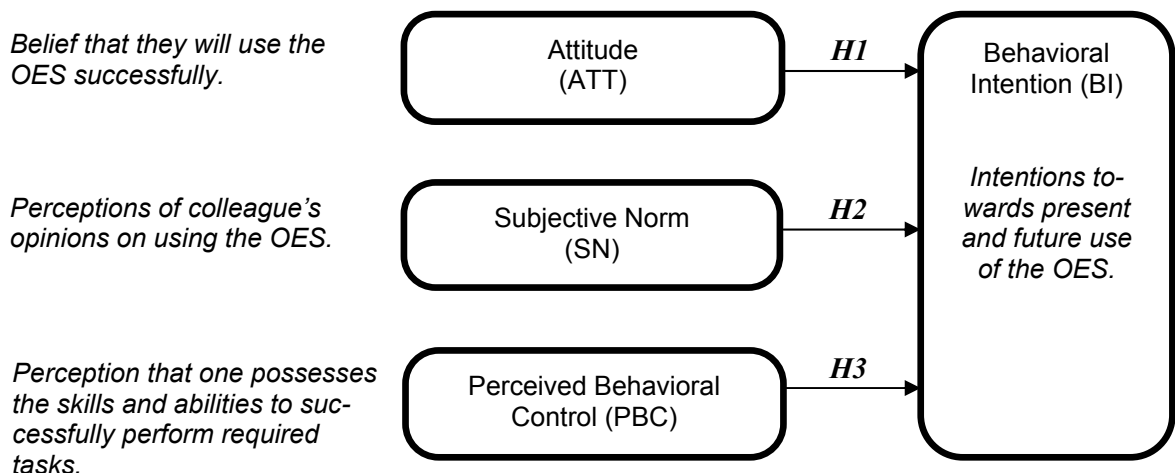 Belief that they will use the
OES successfully.
Attitude
(ATT)
H1
Behavioral
Intention (BI)
Perceptions of colleague's
opinions on using the OES.
Subjective Norm
(SN)
H2
Intentions to-
wards present
and future use
of the OES.
Perception that one possesses
the skills and abilities to suc-
cessfully perform required
tasks.
Perceived Behavioral
Control (PBC)
H3